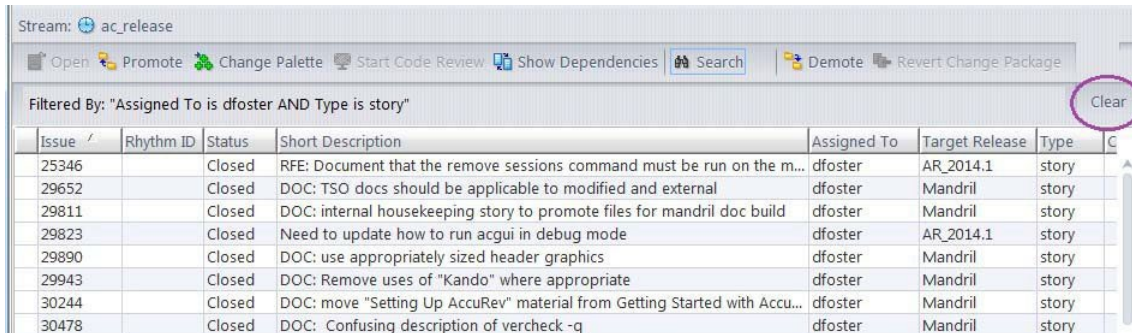 Stream: ac_release
Open Promote Change Palette Start Code Review Show Dependencies Search Demote Revert Change Package
Filtered By: "Assigned To is dfoster AND Type is story" Clear
Issue Rhythm ID Status Short Description Assigned To Target Release Type C
25346 Closed RFE: Document that the remove sessions command must be run on the m... dfoster AR_2014.1 story
29652 Closed DOC: TSO docs should be applicable to modified and external dfoster Mandril story
29811 Closed DOC: internal housekeeping story to promote files for mandril doc build dfoster Mandril story
29823 Closed Need to update how to run acgui in debug mode dfoster AR_2014.1 story
29890 Closed DOC: use appropriately sized header graphics dfoster Mandril story
29943 Closed DOC: Remove uses of "Kando" where appropriate dfoster Mandril story
30244 Closed DOC: move "Setting Up AccuRev" material from Getting Started with Accu... dfoster Mandril story
30478 Closed DOC: Confusing description of vercheck -g dfoster Mandril story